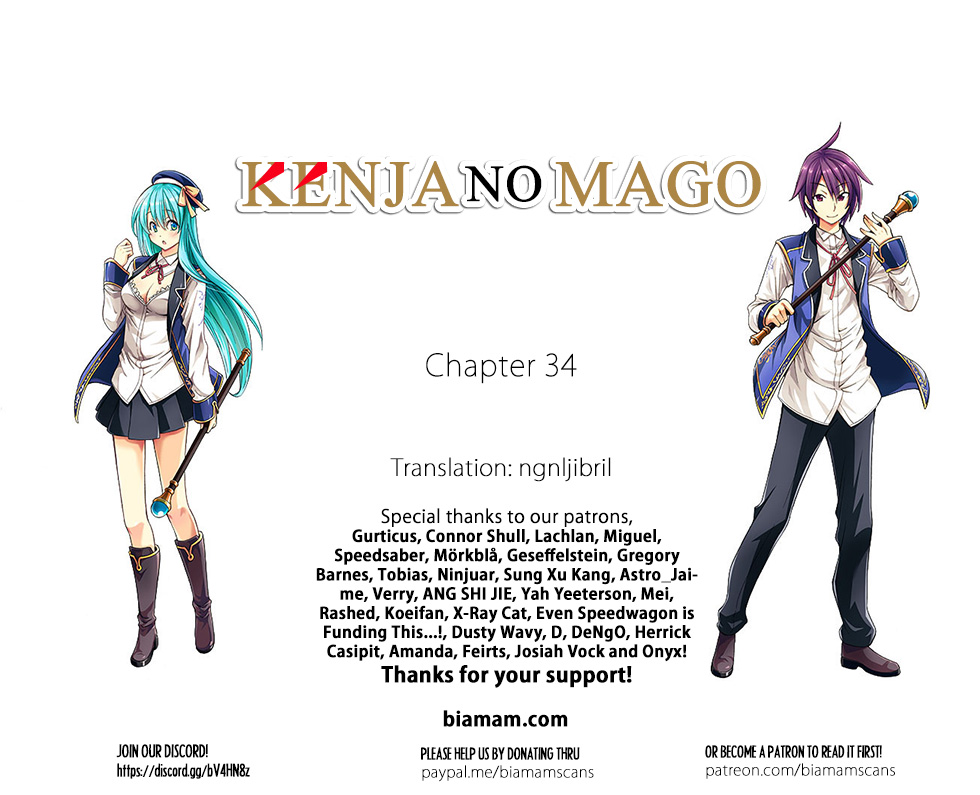 KENJA NO MAGO
Chapter 34
Translation: ngnljibril
Special thanks to our patrons,
Gurticus, Connor Shull, Lachlan, Miguel,
Speedsaber, Mörkblå, Geseffelstein, Gregory
Barnes, Tobias, Ninjuar, Sung Xu Kang, Astro_Jai-
me, Verry, ANG SHI JIE, Yah Yeeterson, Mei,
Rashed, Koeifan, X-Ray Cat, Even Speedwagon is
Funding This...!, Dusty Wavy, D, DeNgO, Herrick
Casipit, Amanda, Feirts, Josiah Vock and Onyx!
Thanks for your support!
biamam.com
JOIN OUR DISCORD!
https://discord.gg/bV4HN8z
PLEASE HELP US BY DONATING THRU
paypal.me/biamamscans
OR BECOME A PATRON TO READ IT FIRST!
patreon.com/biamamscans